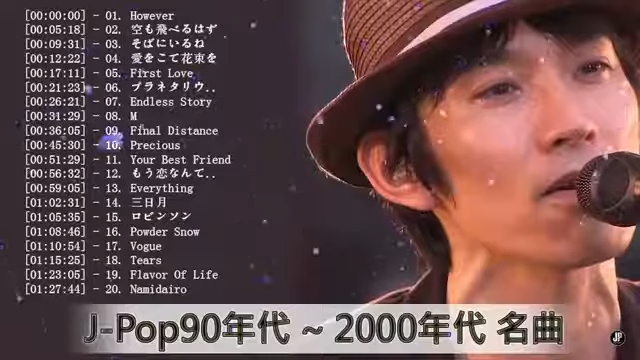 [00:00:00] - 01. However
[00:05:18] - 02. 空も飛べるはず
[00:09:31] - 03. そばにいるね
[00:12:22] - 04. 愛をこて花束を
[00:17:11] - 05. First Love
[00:21:23] - 06. プラネタリウ..
[00:26:21] - 07. Endless Story
[00:31:29] - 08. M
[00:36:05] - 09. Final Distance
[00:45:30] - 10. Precious
[00:51:29] - 11. Your Best Friend
[00:56:32] - 12. もう恋なんて..
[00:59:05] - 13. Everything
[01:02:31] - 14. 三日月
[01:05:35] - 15. ロビンソン
[01:08:46] - 16. Powder Snow
[01:10:54] - 17. Vogue
[01:15:25] - 18. Tears
[01:23:05] - 19. Flavor Of Life
[01:27:44] - 20. Namidairo
J-Pop90年代 ~ 2000年代 名曲
JP